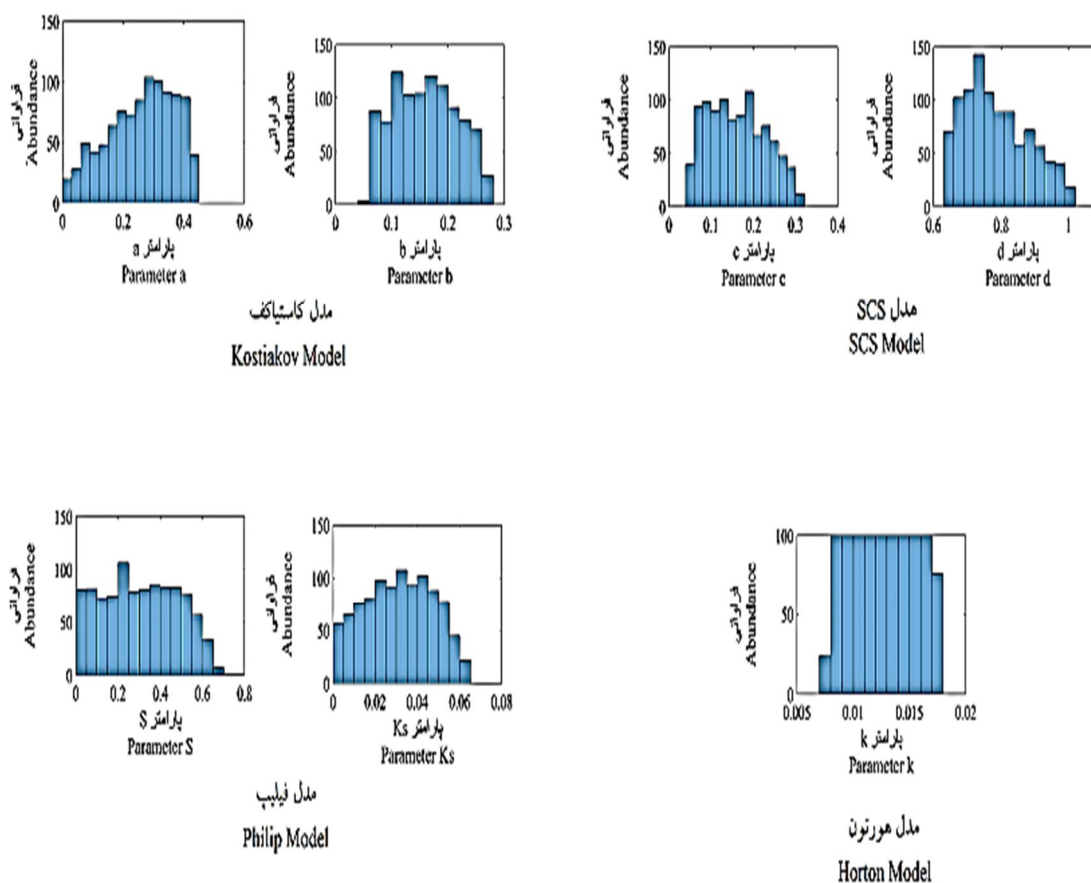 150
100
50
0
فراوانی
Abundance
0 0.2 0.4 0.6
پارامتر a
Parameter a
150
100
50
0
فراوانی
Abundance
0 0.1 0.2 0.3
پارامتر b
Parameter b
مدل کاستیاکف
Kostiakov Model
150
100
50
0
فراوانی
Abundance
0 0.1 0.2 0.3 0.4
پارامتر c
Parameter c
150
100
50
0
فراوانی
Abundance
0.6 0.8 1
پارامتر d
Parameter d
مدل SCS
SCS Model
150
100
50
0
فراوانی
Abundance
0 0.2 0.4 0.6 0.8
پارامتر S
Parameter S
150
100
50
0
فراوانی
Abundance
0 0.02 0.04 0.06 0.08
پارامتر Ks
Parameter Ks
مدل فیلیپ
Philip Model
100
50
0
فراوانی
Abundance
0.005 0.01 0.015 0.02
پارامتر k
Parameter k
مدل هورتون
Horton Model